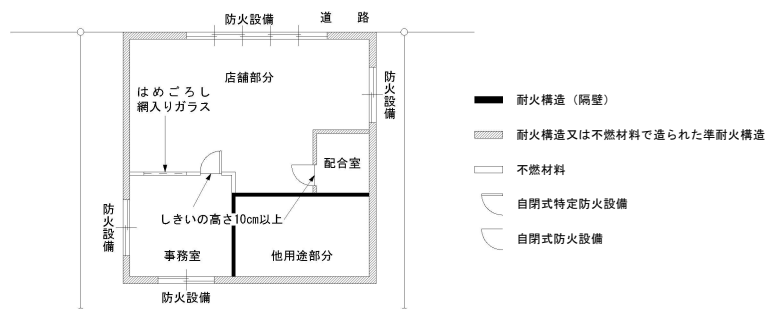 防火設備
道　路
店舗部分
はめごろし
網入りガラス
防火設備
配合室
しきいの高さ10cm以上
防火設備
事務室
他用途部分
防火設備
耐火構造（隔壁）
耐火構造又は不燃材料で造られた準耐火構造
不燃材料
自閉式特定防火設備
自閉式防火設備